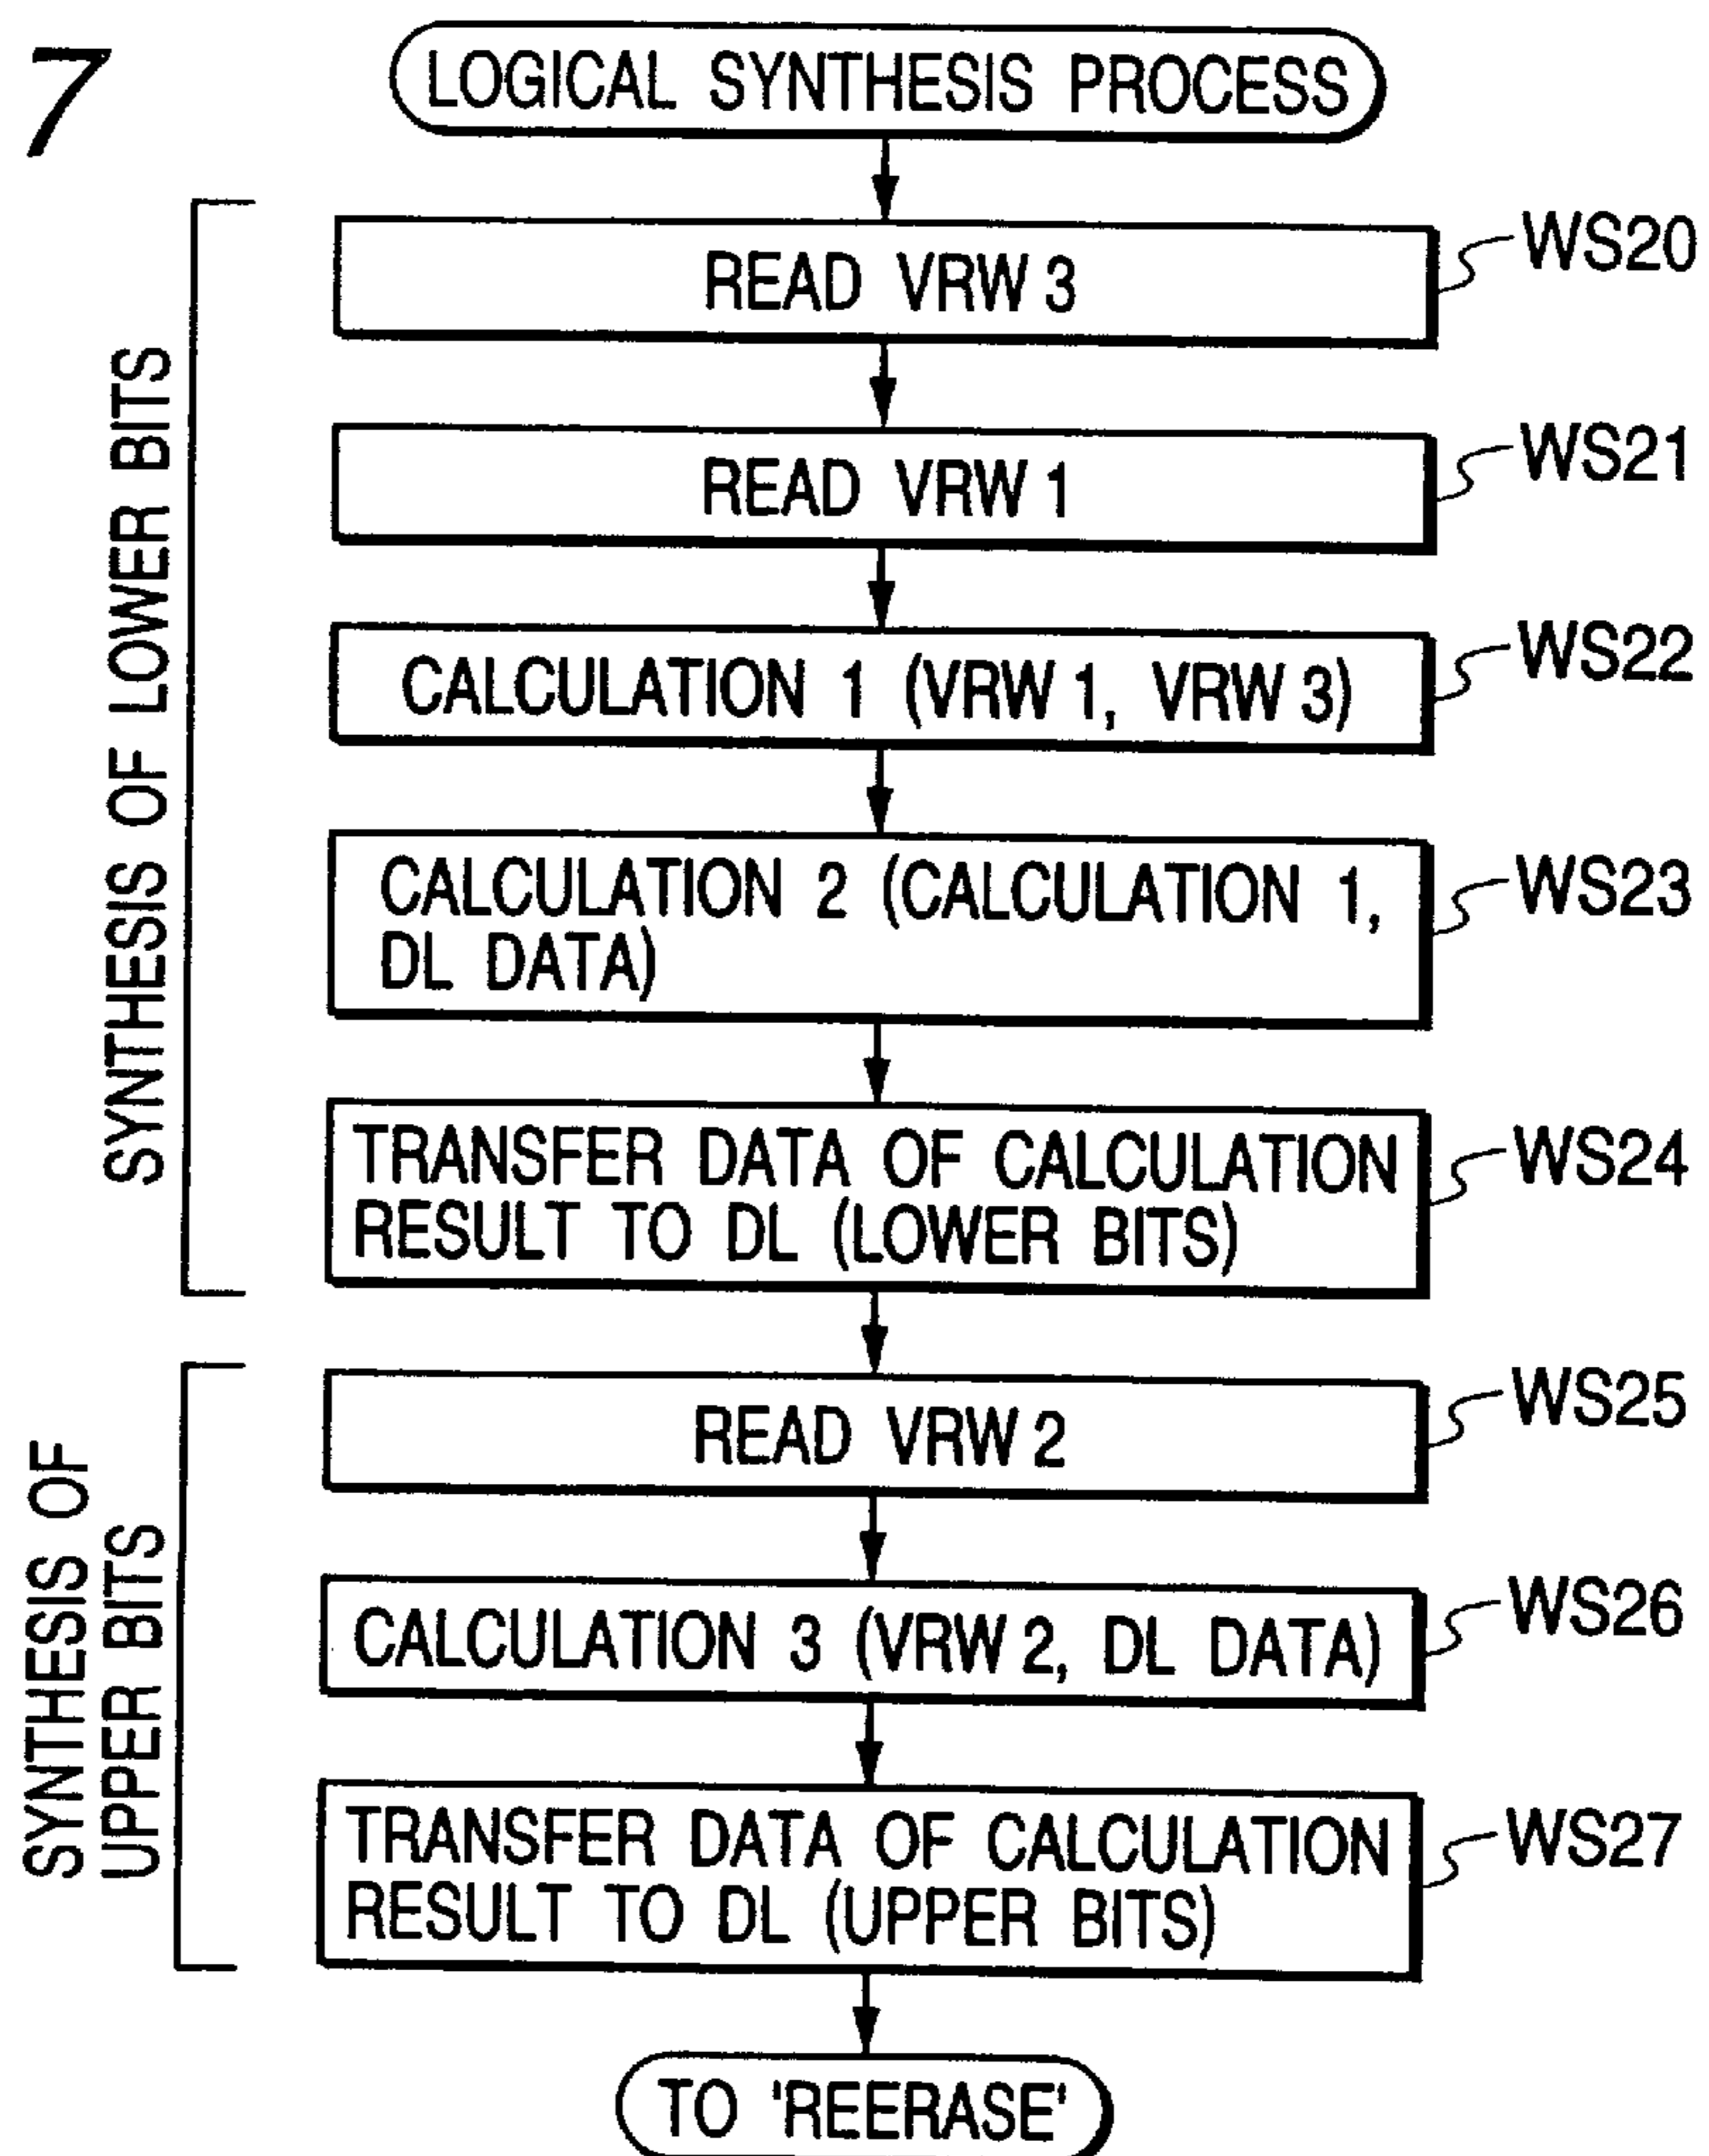 7
LOGICAL SYNTHESIS PROCESS
SYNTHESIS OF LOWER BITS
READ VRW 3
WS20
READ VRW 1
WS21
CALCULATION 1 (VRW 1, VRW 3)
WS22
CALCULATION 2 (CALCULATION 1,
DL DATA)
WS23
TRANSFER DATA OF CALCULATION
RESULT TO DL (LOWER BITS)
WS24
SYNTHESIS OF
UPPER BITS
READ VRW 2
WS25
CALCULATION 3 (VRW 2, DL DATA)
WS26
TRANSFER DATA OF CALCULATION
RESULT TO DL (UPPER BITS)
WS27
TO 'REERASE'